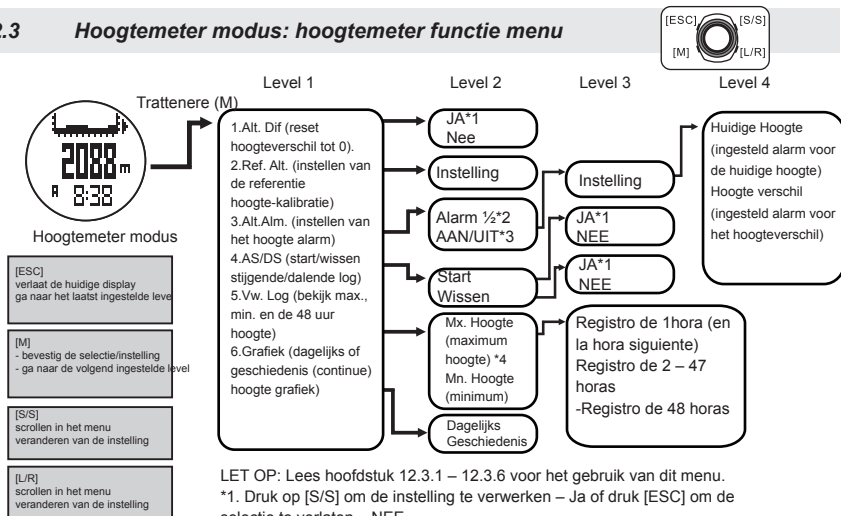 2.3 Hoogtemeter modus: hoogtemeter functie menu
[ESC] [S/S]
[M] [L/R]
Level 1 Level 2 Level 3 Level 4
Trattenere (M)
2088 m
A 8:38
Hoogtemeter modus
[ESC]
verlaat de huidige display
ga naar het laatst ingestelde leve
[M]
- bevestig de selectie/instelling
- ga naar de volgend ingestelde level
[S/S]
scrollen in het menu
veranderen van de instelling
[L/R]
scrollen in het menu
veranderen van de instelling
1.Alt. Dif (reset
hoogteverschil tot 0).
2.Ref. Alt. (instellen van
de referentie
hoogte-kalibratie)
3.Alt.Alm. (instellen van
het hoogte alarm)
4.AS/DS (start/wissen
stijgende/dalende log)
5.Vw. Log (bekijk max.,
min. en de 48 uur
hoogte)
6.Grafiek (dagelijks of
geschiedenis (continue)
hoogte grafiek)
JA*1
Nee
Instelling
Alarm ½*2
AAN/UIT*3
Start
Wissen
Mx. Hoogte
(maximum
hoogte) *4
Mn. Hoogte
(minimum)
Dagelijks
Geschiedenis
Instelling
JA*1
NEE
JA*1
NEE
Registro de 1hora (en
la hora siguiente)
Registro de 2 – 47
horas
-Registro de 48 horas
Huidige Hoogte
(ingesteld alarm voor
de huidige hoogte)
Hoogte verschil
(ingesteld alarm voor
het hoogteverschil)
LET OP: Lees hoofdstuk 12.3.1 – 12.3.6 voor het gebruik van dit menu.
*1. Druk op [S/S] om de instelling te verwerken – Ja of druk [ESC] om de
selectie te verlaten – NEE